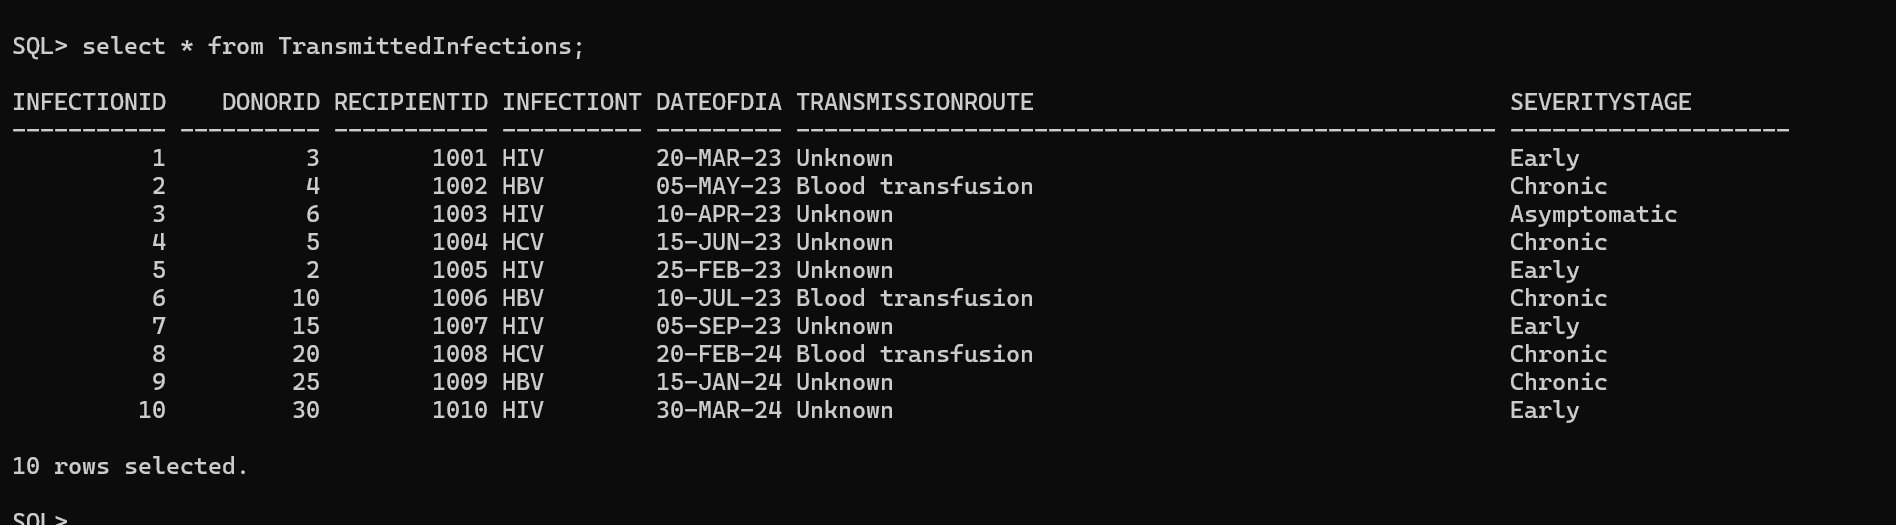 SQL> select * from TransmittedInfections;
INFECTIONID    DONORID RECIPIENTID INFECTIONT DATEOFDIA TRANSMISSIONROUTE                                  SEVERITYSTAGE
----------- ---------- ----------- ---------- --------- -------------------------------------------------- --------------------
          1          3        1001 HIV        20-MAR-23 Unknown                                            Early
          2          4        1002 HBV        05-MAY-23 Blood transfusion                                  Chronic
          3          6        1003 HIV        10-APR-23 Unknown                                            Asymptomatic
          4          5        1004 HCV        15-JUN-23 Unknown                                            Chronic
          5          2        1005 HIV        25-FEB-23 Unknown                                            Early
          6         10        1006 HBV        10-JUL-23 Blood transfusion                                  Chronic
          7         15        1007 HIV        05-SEP-23 Unknown                                            Early
          8         20        1008 HCV        20-FEB-24 Blood transfusion                                  Chronic
          9         25        1009 HBV        15-JAN-24 Unknown                                            Chronic
         10         30        1010 HIV        30-MAR-24 Unknown                                            Early
10 rows selected.
SQL>